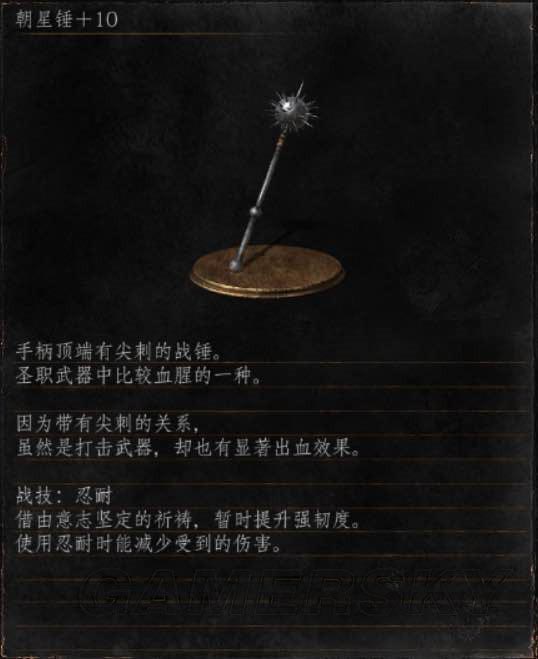 朝星锤＋10
手柄顶端有尖刺的战锤。
圣职武器中比较血腥的一种。
因为带有尖刺的关系，
虽然是打击武器，却也有显著出血效果。
战技：忍耐
借由意志坚定的祈祷，暂时提升强韧度。
使用忍耐时能减少受到的伤害。
GAMERSKY